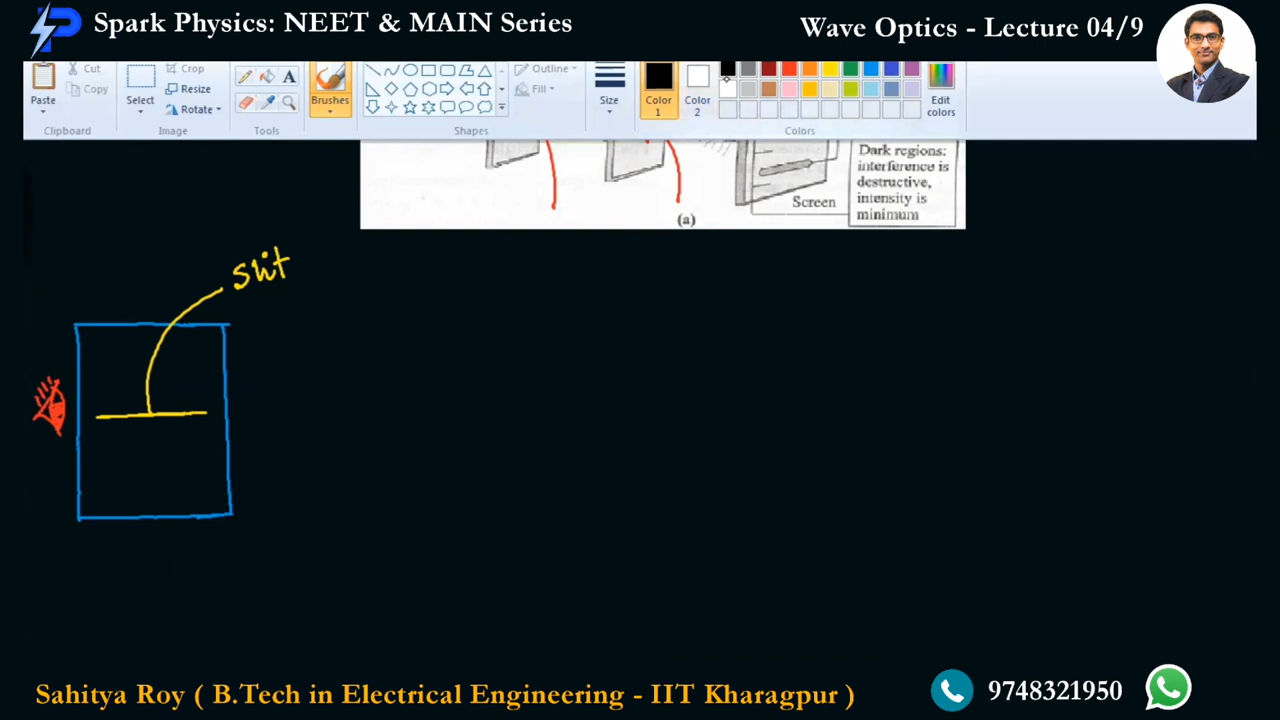 Spark Physics: NEET & MAIN Series
Wave Optics - Lecture 04/9
Paste
Cut
Copy
Clipboard
Select
Crop
Resize
Rotate
Image
A
Tools
Brushes
Shapes
Outline
Fill
Size
Color 1
Color 2
Colors
Edit colors
Dark regions:
interference is
destructive,
intensity is
minimum
Screen
(a)
Slit
Sahitya Roy ( B.Tech in Electrical Engineering - IIT Kharagpur )
9748321950